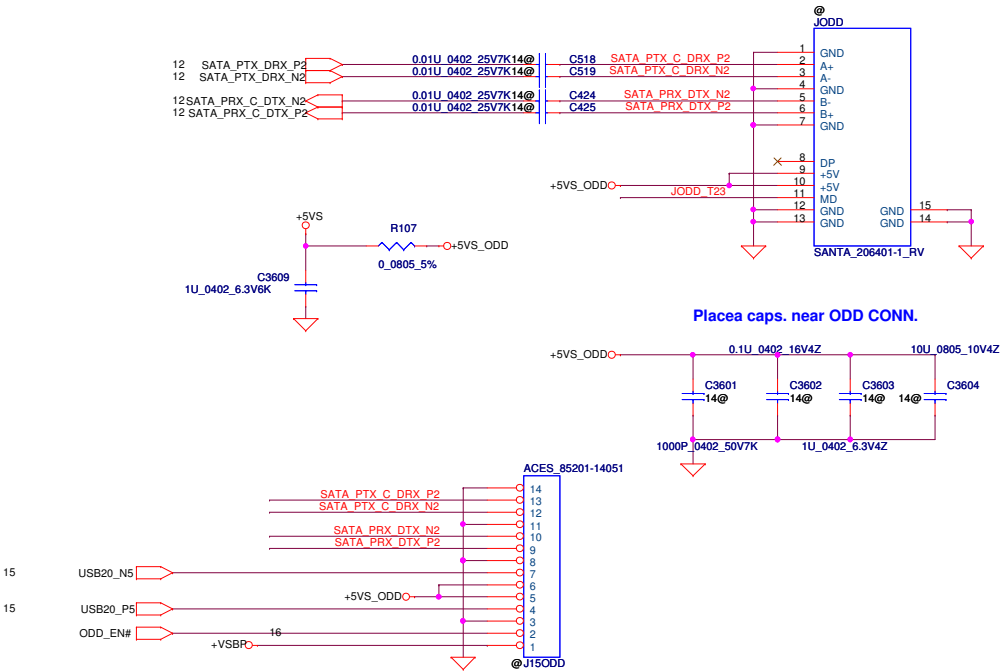 @
JODD
12 SATA_PTX_DRX_P2 0.01U_0402_25V7K14@ C518 SATA_PTX_C_DRX_P2
12 SATA_PTX_DRX_N2 0.01U_0402_25V7K14@ C519 SATA_PTX_C_DRX_N2
12 SATA_PRX_C_DTX_N2 0.01U_0402_25V7K14@ C424 SATA_PRX_DTX_N2
12 SATA_PRX_C_DTX_P2 0.01U_0402_25V7K14@ C425 SATA_PRX_DTX_P2
1 GND
2 A+
3 A-
4 GND
5 B-
6 B+
7 GND
8 DP
9 +5V
+5VS_ODD 10 +5V
JODD_T23 11 MD
12 GND GND 15
13 GND GND 14
SANTA_206401-1_RV
+5VS
R107
+5VS_ODD
0_0805_5%
C3609
1U_0402_6.3V6K
Placea caps. near ODD CONN.
+5VS_ODD 0.1U_0402_16V4Z 10U_0805_10V4Z
C3601 C3602 C3603 C3604
14@ 14@ 14@ 14@
1000P_0402_50V7K 1U_0402_6.3V4Z
ACES_85201-14051
14
SATA_PTX_C_DRX_P2 13
SATA_PTX_C_DRX_N2 12
11
SATA_PRX_DTX_N2 10
SATA_PRX_DTX_P2 9
8
15 USB20_N5 7
6
+5VS_ODD 5
15 USB20_P5 4
3
ODD_EN# 16 2
+VSBP 1
@J15ODD